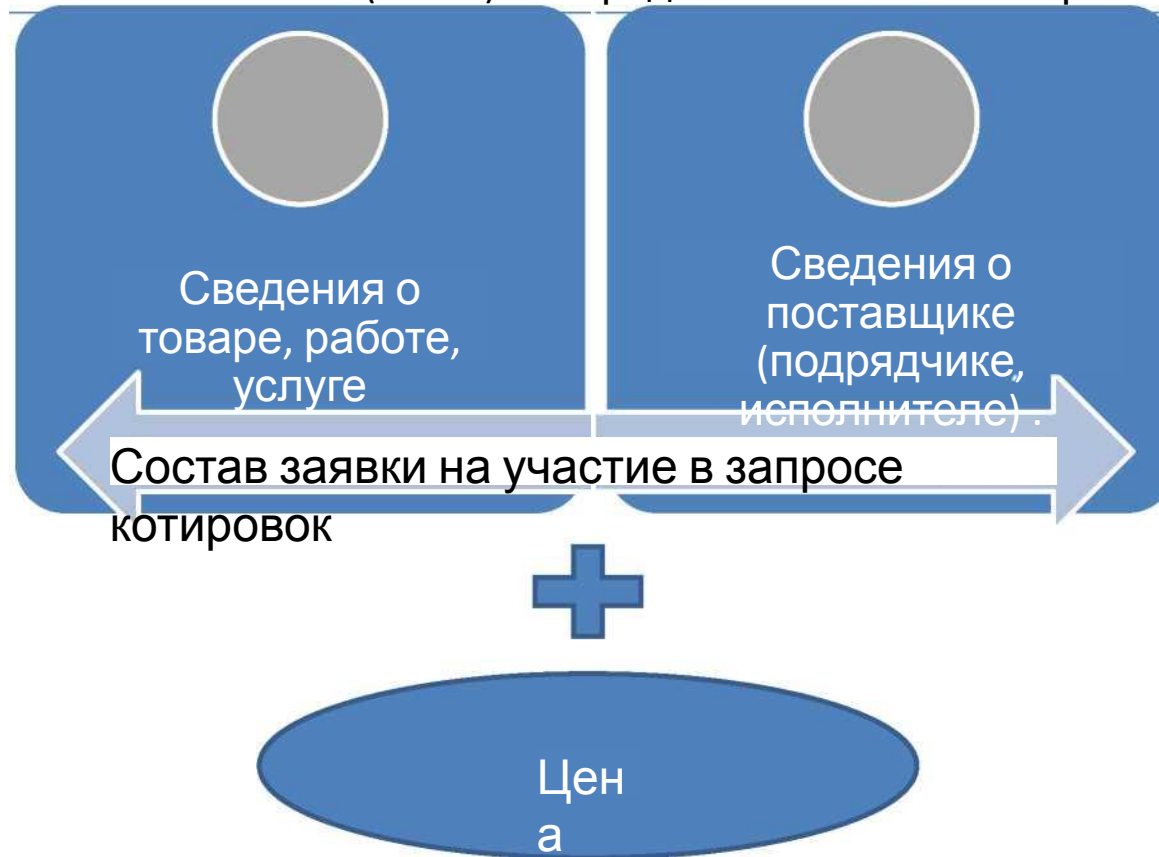 Сведения о
товаре, работе,
услуге
Сведения о
поставщике
(подрядчике,
исполнителе) .
Состав заявки на участие в запросе
котировок
Цен
а